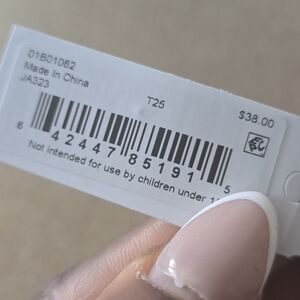 01B01062
Made In China
JA323
T25
$38.00
6 42447 85191 5
Not intended for use by children under